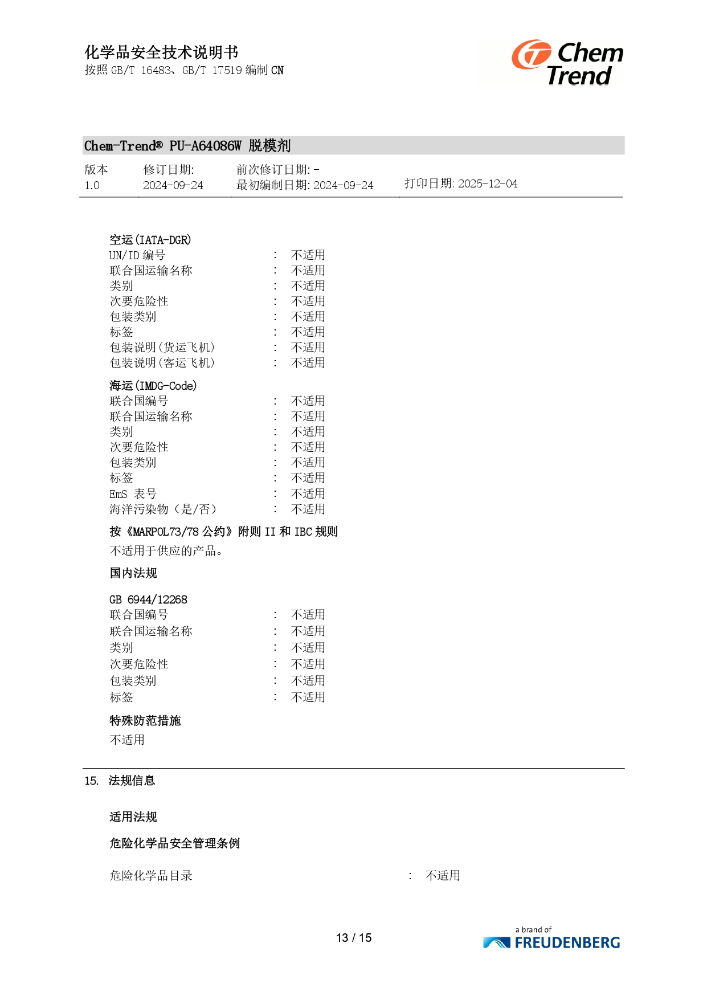 化学品安全技术说明书
按照 GB/T 16483、GB/T 17519 编制 CN
Chem
Trend
Chem-Trend® PU-A64086W 脱模剂
版本 修订日期: 前次修订日期: -
1.0 2024-09-24 最初编制日期: 2024-09-24 打印日期: 2025-12-04
空运(IATA-DGR)
UN/ID 编号 : 不适用
联合国运输名称 : 不适用
类别 : 不适用
次要危险性 : 不适用
包装类别 : 不适用
标签 : 不适用
包装说明(货运飞机) : 不适用
包装说明(客运飞机) : 不适用
海运(IMDG-Code)
联合国编号 : 不适用
联合国运输名称 : 不适用
类别 : 不适用
次要危险性 : 不适用
包装类别 : 不适用
标签 : 不适用
EmS 表号 : 不适用
海洋污染物（是/否） : 不适用
按《MARPOL73/78 公约》附则 II 和 IBC 规则
不适用于供应的产品。
国内法规
GB 6944/12268
联合国编号 : 不适用
联合国运输名称 : 不适用
类别 : 不适用
次要危险性 : 不适用
包装类别 : 不适用
标签 : 不适用
特殊防范措施
不适用
15. 法规信息
适用法规
危险化学品安全管理条例
危险化学品目录 : 不适用
13 / 15
a brand of
FREUDENBERG